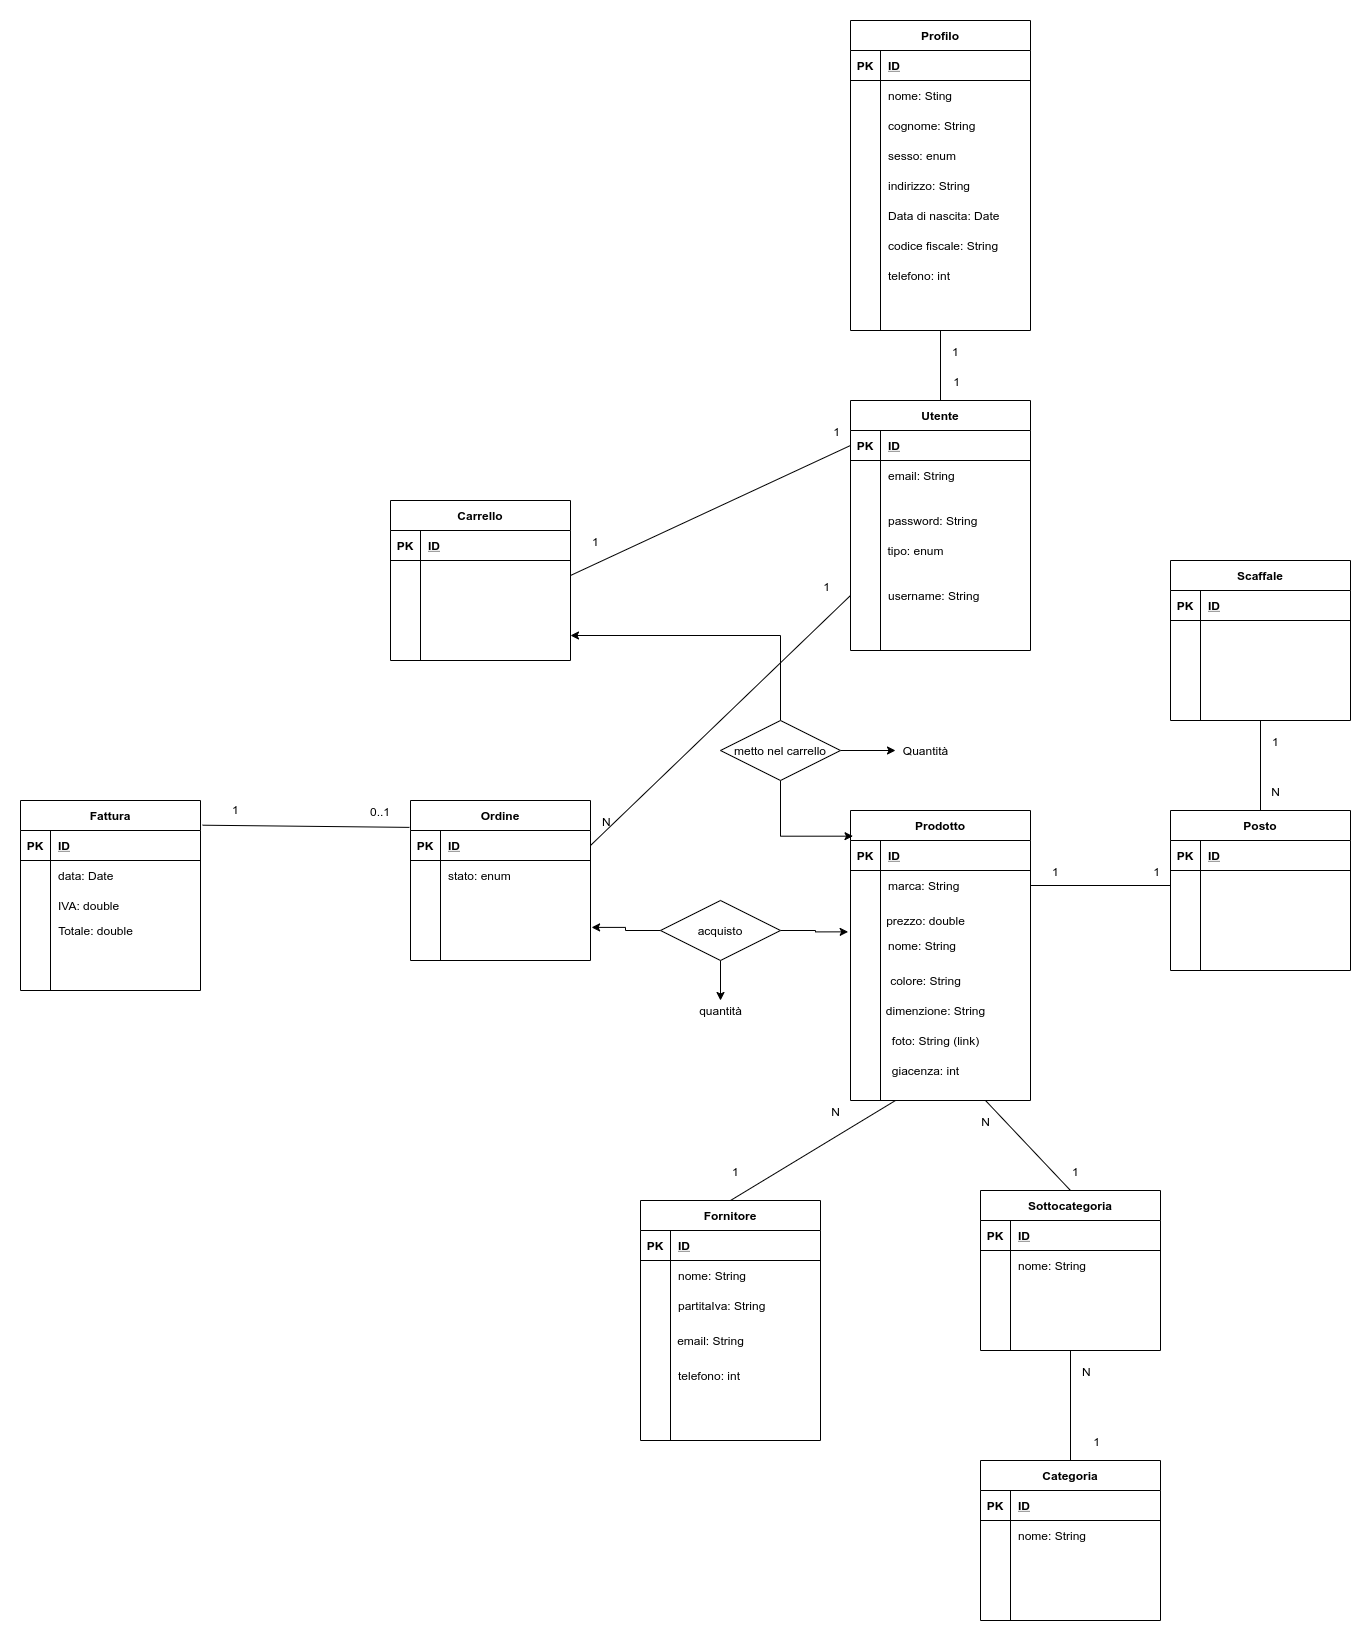 Profilo
PK ID
nome: Sting
cognome: String
sesso: enum
indirizzo: String
Data di nascita: Date
codice fiscale: String
telefono: int
1
1
Utente
PK ID
email: String
password: String
tipo: enum
username: String
1
1
Carrello
PK ID
1
N
Scaffale
PK ID
1
N
metto nel carrello
Quantità
Fattura
PK ID
data: Date
IVA: double
Totale: double
1
0..1
Ordine
PK ID
stato: enum
acquisto
quantità
Prodotto
PK ID
marca: String
prezzo: double
nome: String
colore: String
dimenzione: String
foto: String (link)
giacenza: int
1
1
Posto
PK ID
N
1
N
1
Fornitore
PK ID
nome: String
partitaIva: String
email: String
telefono: int
Sottocategoria
PK ID
nome: String
N
1
Categoria
PK ID
nome: String